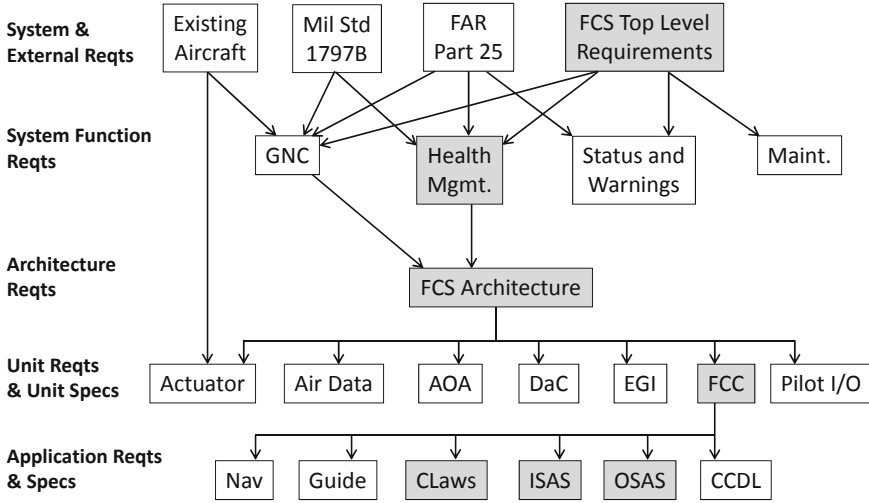 System &
External Reqts
Existing
Aircraft
Mil Std
1797B
FAR
Part 25
FCS Top Level
Requirements
System Function
Reqts
GNC
Health
Mgmt.
Status and
Warnings
Maint.
Architecture
Reqts
FCS Architecture
Unit Reqts
& Unit Specs
Actuator
Air Data
AOA
DaC
EGI
FCC
Pilot I/O
Application Reqts
& Specs
Nav
Guide
CLaws
ISAS
OSAS
CCDL